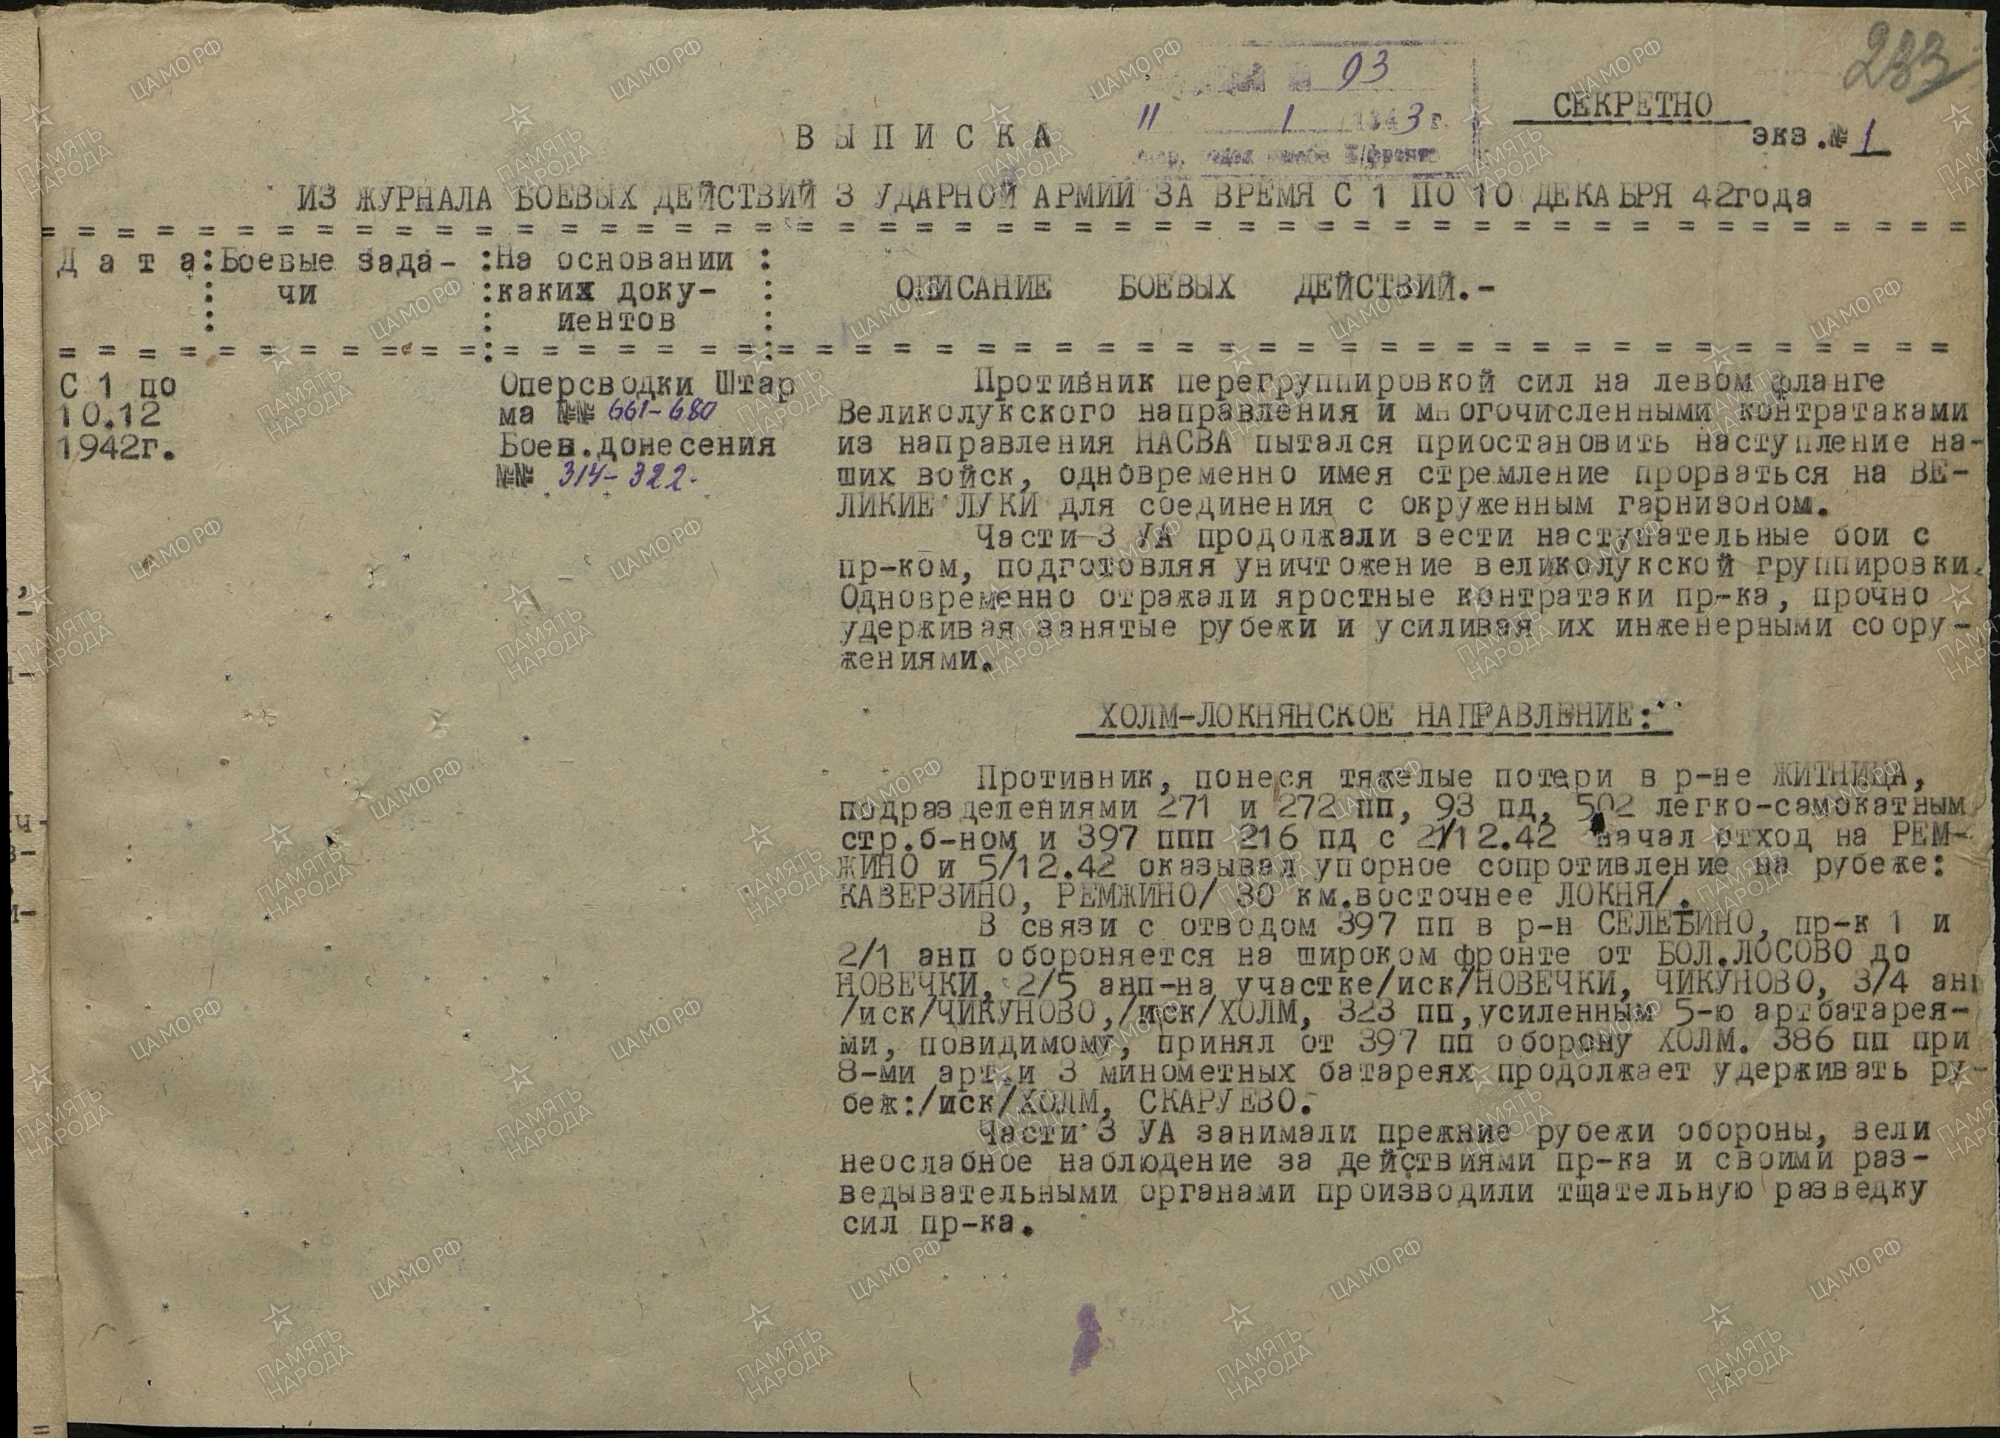 233
93
СЕКРЕТНО
" 1 1943 г.
экз.№ 1
ВЫПИСКА
ИЗ ЖУРНАЛА БОЕВЫХ ДЕЙСТВИЙ 3 УДАРНОЙ АРМИИ ЗА ВРЕМЯ С 1 ПО 10 ДЕКАБРЯ 42года
Дата : Боевые зада- : На основании :
: чи : каких доку- : ОПИСАНИЕ БОЕВЫХ ДЕЙСТВИЙ.-
: : ментов :
С 1 по
10.12
1942г.
Оперсводки Штар
ма №№ 661-680
Боев.донесения
№№ 314-322.
Противник перегруппировкой сил на левом фланге
Великолукского направления и многочисленными контратаками
из направления НАСВА пытался приостановить наступление на-
ших войск, одновременно имея стремление прорваться на ВЕ-
ЛИКИЕ ЛУКИ для соединения с окруженным гарнизоном.
Части 3 УА продолжали вести наступательные бои с
пр-ком, подготовляя уничтожение великолукской группировки.
Одновременно отражали яростные контратаки пр-ка, прочно
удерживая занятые рубежи и усиливая их инженерными соору-
жениями.
ХОЛМ-ЛОКНЯНСКОЕ НАПРАВЛЕНИЕ:
Противник, понеся тяжелые потери в р-не ЖИТНИЦА,
подразделениями 271 и 272 пп, 93 пд, 502 легко-самокатным
стр.б-ном и 397 ппп 216 пд с 2/12.42 начал отход на РЕМ-
ЖИНО и 5/12.42 оказывал упорное сопротивление на рубеже:
КАВЕРЗИНО, РЕМЖИНО/ 30 км.восточнее ЛОКНЯ/.
В связи с отводом 397 пп в р-н СЕЛЕБИНО, пр-к 1 и
2/1 анп обороняется на широком фронте от БОЛ.ЛОСОВО до
НОВЕЧКИ, 2/5 анп-на участке/иск/НОВЕЧКИ, ЧИКУНОВО, 3/4 анп
/иск/ЧИКУНОВО,/иск/ХОЛМ, 323 пп,усиленным 5-ю артбатарея-
ми, повидимому, принял от 397 пп оборону ХОЛМ. 386 пп при
8-ми арт.и 3 минометных батареях продолжает удерживать ру-
беж:/иск/ХОЛМ, СКАРУЕВО.
Части 3 УА занимали прежние рубежи обороны, вели
неослабное наблюдение за действиями пр-ка и своими раз-
ведывательными органами производили тщательную разведку
сил пр-ка.